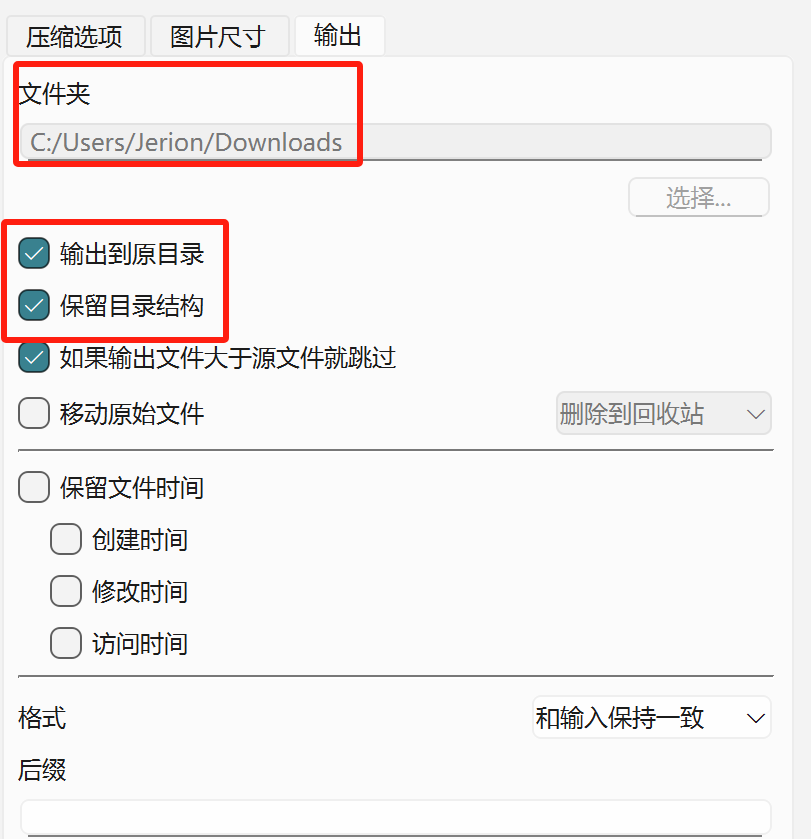 压缩选项 图片尺寸 输出
文件夹
C:/Users/Jerion/Downloads
选择...
输出到原目录
保留目录结构
如果输出文件大于源文件就跳过
移动原始文件 删除到回收站
保留文件时间
创建时间
修改时间
访问时间
格式 和输入保持一致
后缀